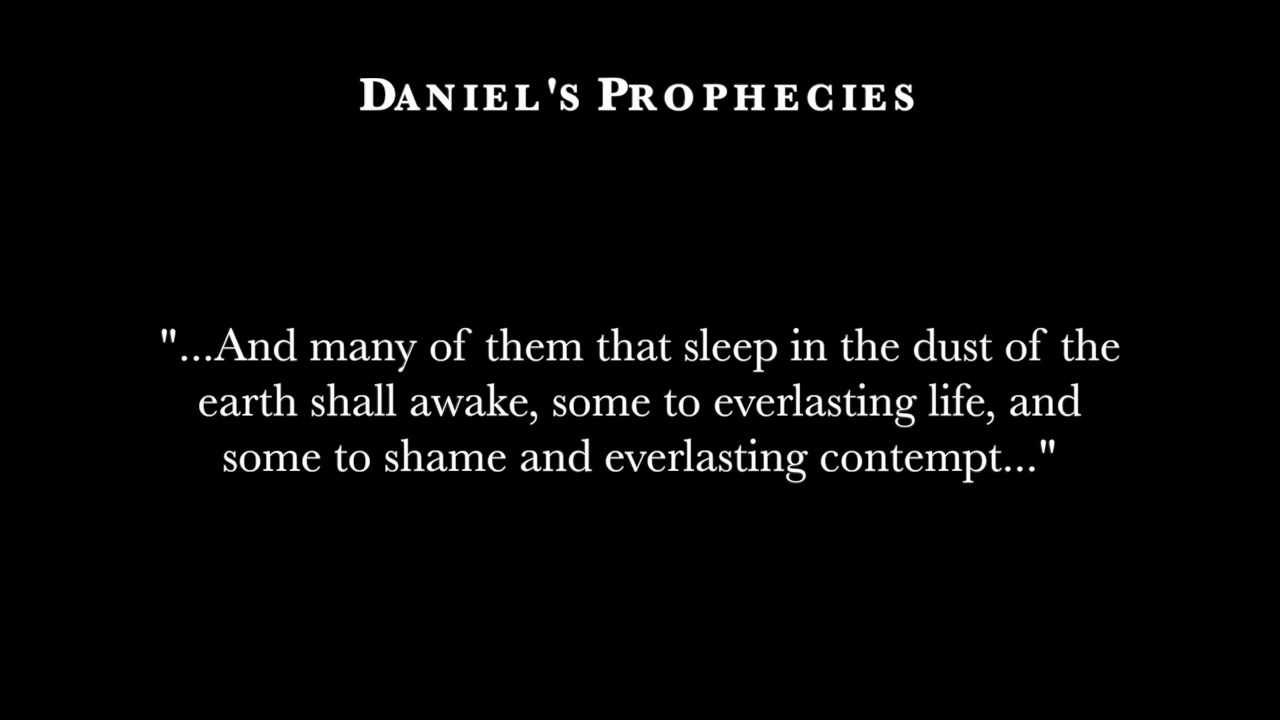 DANIEL'S PROPHECIES
"...And many of them that sleep in the dust of the
earth shall awake, some to everlasting life, and
some to shame and everlasting contempt..."